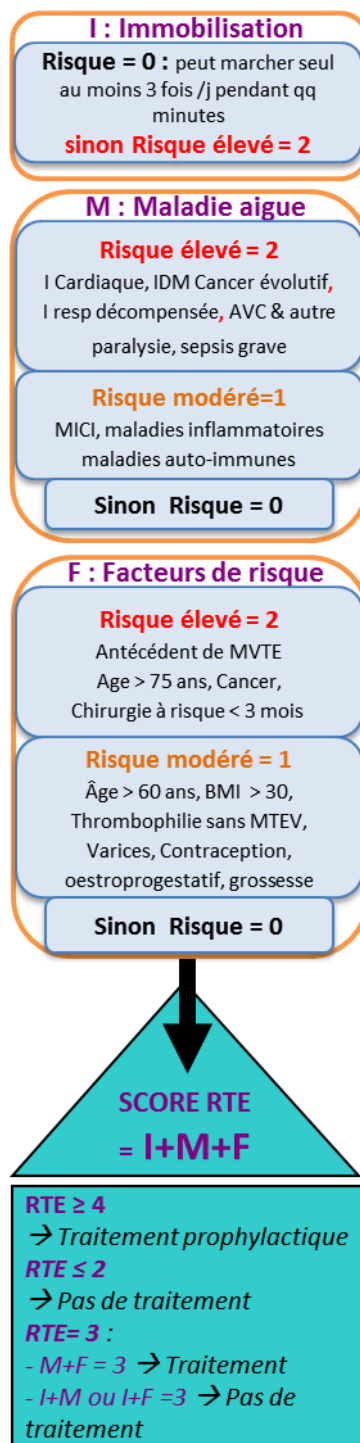 I : Immobilisation
Risque = 0 : peut marcher seul
au moins 3 fois /j pendant qq
minutes
sinon Risque élevé = 2
M : Maladie aigue
Risque élevé = 2
I Cardiaque, IDM Cancer évolutif,
I resp décompensée, AVC & autre
paralysie, sepsis grave
Risque modéré=1
MICI, maladies inflammatoires
maladies auto-immunes
Sinon Risque = 0
F : Facteurs de risque
Risque élevé = 2
Antécédent de MVTE
Age > 75 ans, Cancer,
Chirurgie à risque < 3 mois
Risque modéré = 1
Âge > 60 ans, BMI > 30,
Thrombophilie sans MTEV,
Varices, Contraception,
oestroprogestatif, grossesse
Sinon Risque = 0
SCORE RTE
= I+M+F
RTE ≥ 4
→ Traitement prophylactique
RTE ≤ 2
→ Pas de traitement
RTE= 3 :
- M+F = 3 → Traitement
- I+M ou I+F =3 → Pas de
traitement